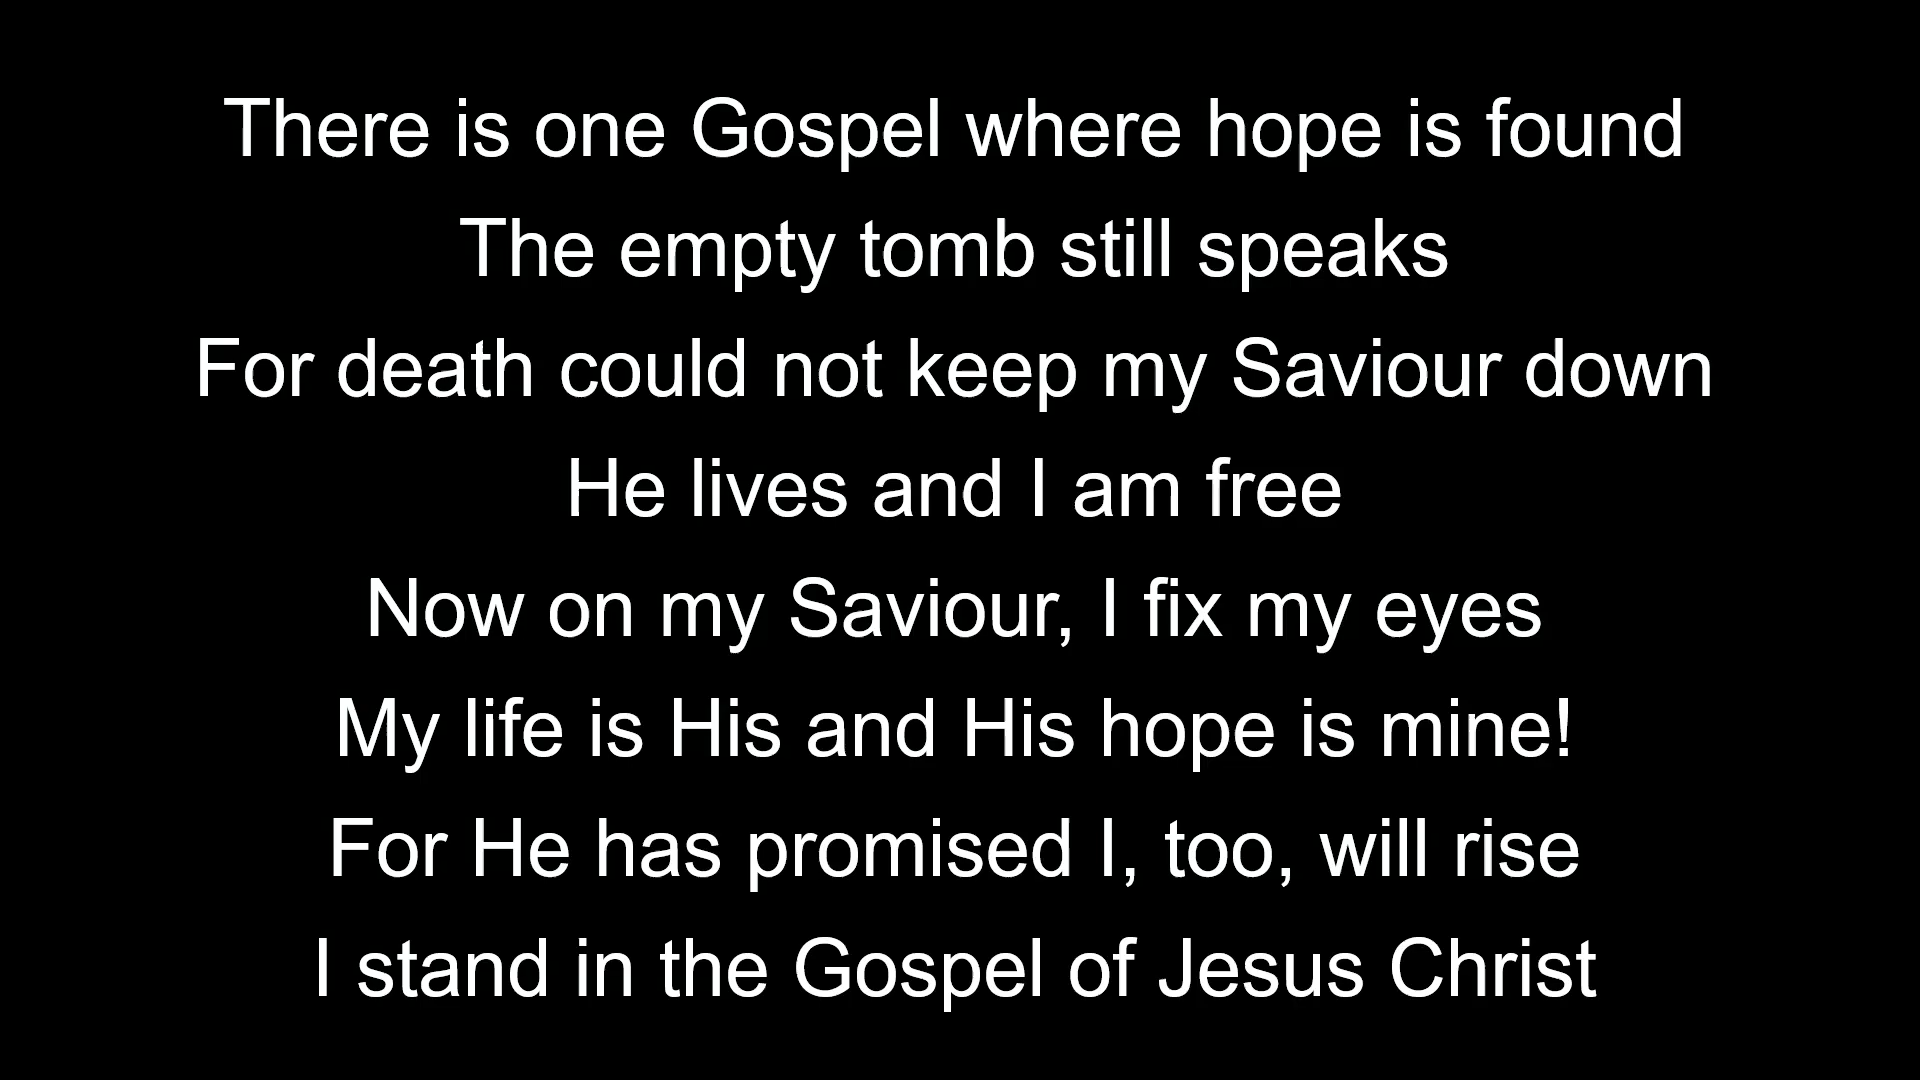 There is one Gospel where hope is found
The empty tomb still speaks
For death could not keep my Saviour down
He lives and I am free
Now on my Saviour, I fix my eyes
My life is His and His hope is mine!
For He has promised I, too, will rise
I stand in the Gospel of Jesus Christ